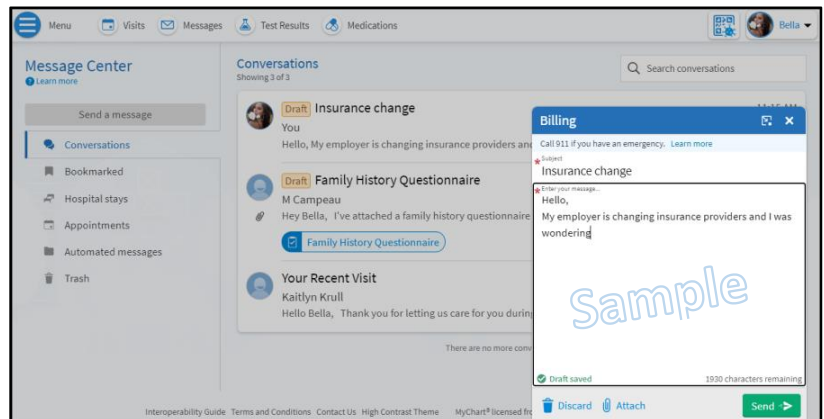 Menu Visits Messages Test Results Medications Bella
Message Center
Learn more
Send a message
Conversations
Bookmarked
Hospital stays
Appointments
Automated messages
Trash
Conversations
Showing 3 of 3
Search conversations
Draft Insurance change
You
Hello, My employer is changing insurance providers and
Draft Family History Questionnaire
M Campeau
Hey Bella, I've attached a family history questionnaire
Family History Questionnaire
Your Recent Visit
Kaitlyn Krull
Hello Bella, Thank you for letting us care for you during
There are no more conv
Interoperability Guide Terms and Conditions Contact Us High Contrast Theme MyChart® licensed fro
Billing
Call 911 if you have an emergency. Learn more
* Subject
Insurance change
* Enter your message...
Hello,
My employer is changing insurance providers and I was
wondering
Sample
Draft saved 1930 characters remaining
Discard Attach Send